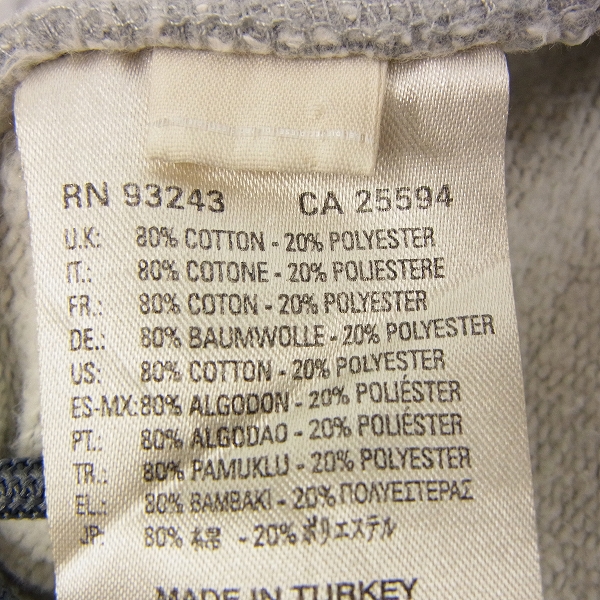 RN 93243 CA 25594
U.K: 80% COTTON - 20% POLYESTER
IT.: 80% COTONE - 20% POLIESTERE
FR.: 80% COTON - 20% POLYESTER
DE.: 80% BAUMWOLLE - 20% POLYESTER
US: 80% COTTON - 20% POLYESTER
ES-MX: 80% ALGODON - 20% POLIÉSTER
PT.: 80% ALGODAO - 20% POLIÉSTER
TR.: 80% PAMUKLU - 20% POLYESTER
EL.: 80% BAMBAKI - 20% ΠΟΛΥΕΣΤΕΡΑΣ
JP: 80% - 20% ポリエステル
MADE IN TURKEY